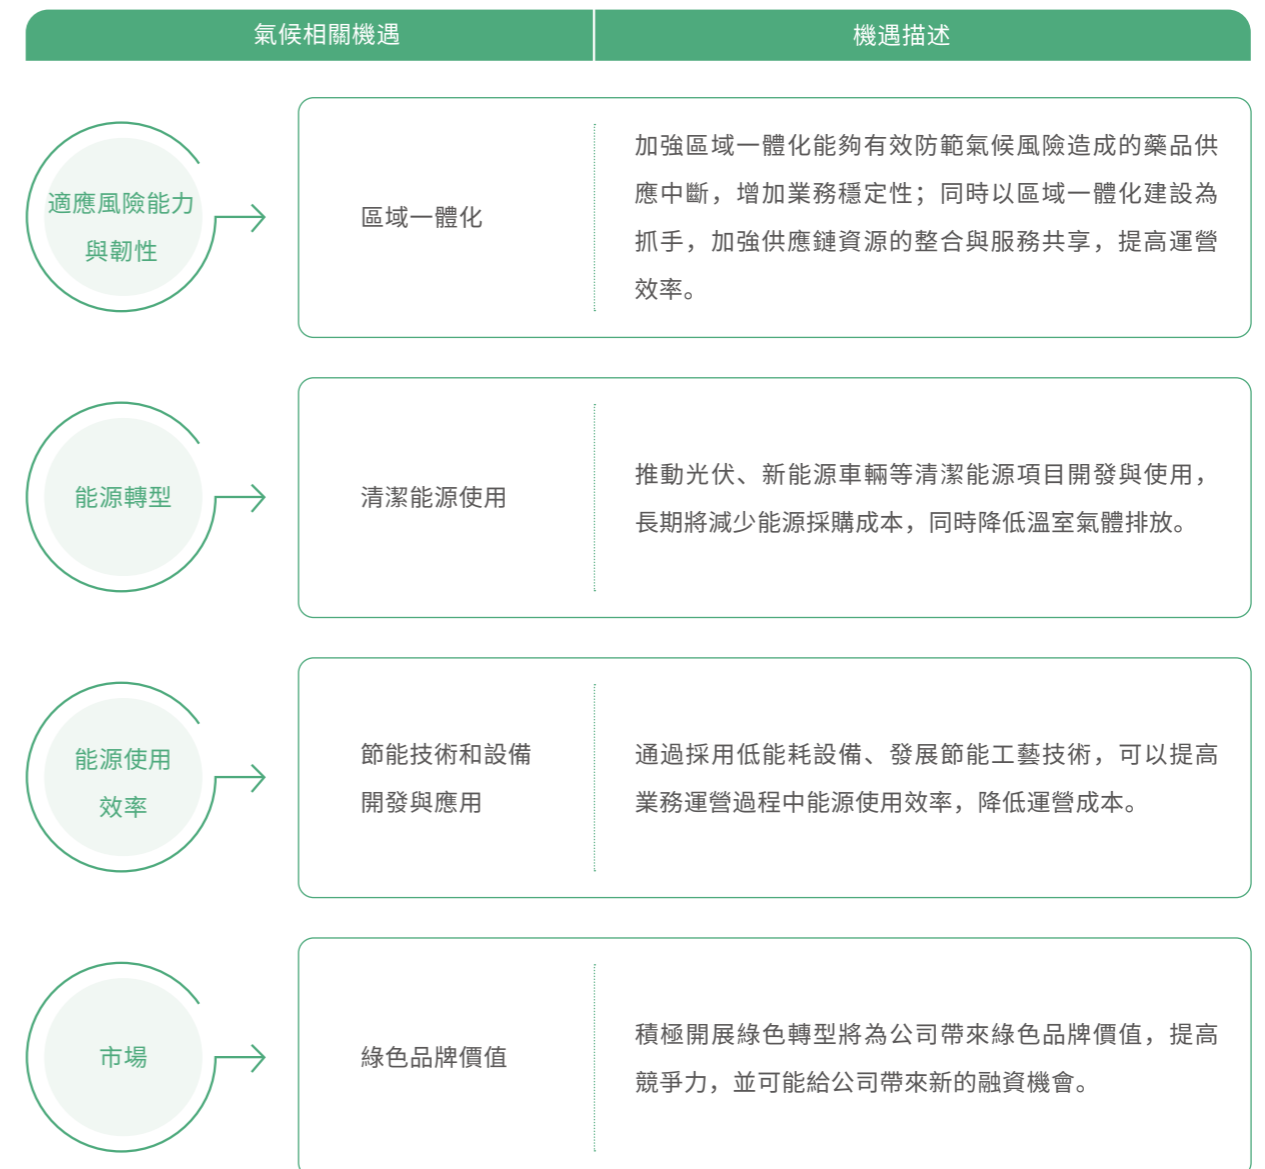 氣候相關機遇
機遇描述
適應風險能力
與韌性
區域一體化
加強區域一體化能夠有效防範氣候風險造成的藥品供
應中斷，增加業務穩定性；同時以區域一體化建設為
抓手，加強供應鏈資源的整合與服務共享，提高運營
效率。
能源轉型
清潔能源使用
推動光伏、新能源車輛等清潔能源項目開發與使用，
長期將減少能源採購成本，同時降低溫室氣體排放。
能源使用
效率
節能技術和設備
開發與應用
通過採用低能耗設備、發展節能工藝技術，可以提高
業務運營過程中能源使用效率，降低運營成本。
市場
綠色品牌價值
積極開展綠色轉型將為公司帶來綠色品牌價值，提高
競爭力，並可能給公司帶來新的融資機會。